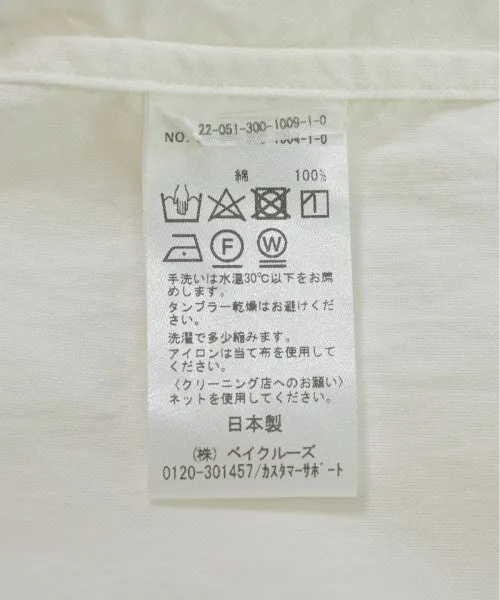 22-051-300-1009-1-0
NO.
1004-1-0
綿 100%
F W
手洗いは水温30℃以下をお薦
めします。
タンブラー乾燥はお避けくだ
さい。
洗濯で多少縮みます。
アイロンは当て布を使用して
ください。
〈クリーニング店へのお願い〉
ネットを使用してください。
日本製
(株) ベイクルーズ
0120-301457/カスタマーサポート